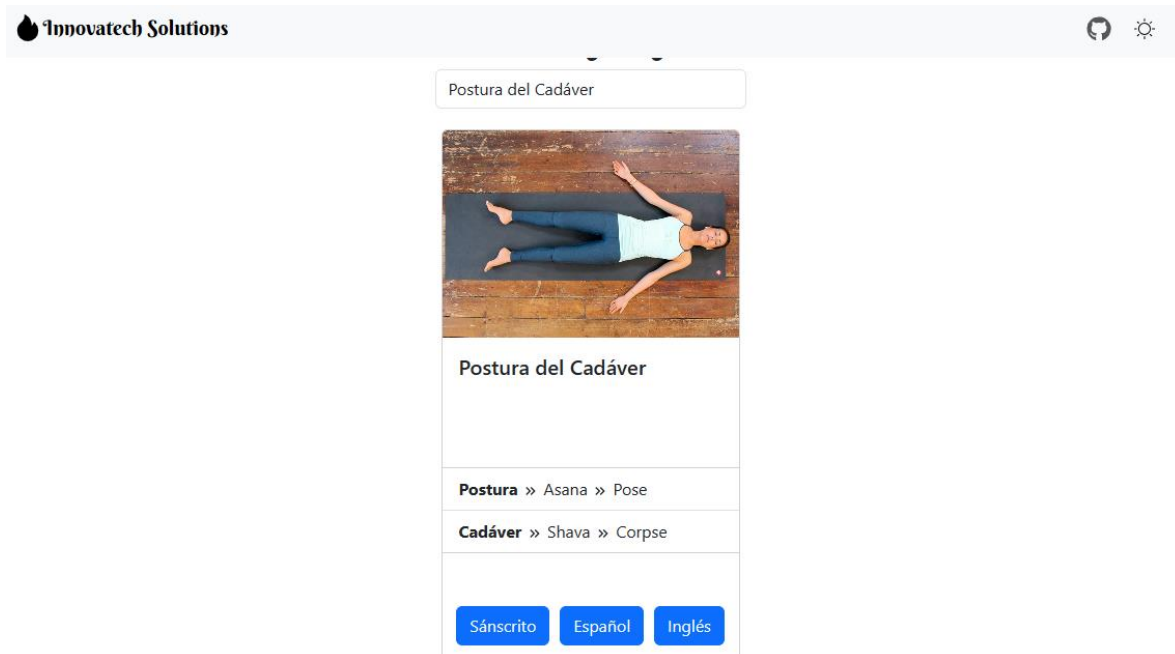 Innovatech Solutions
Postura del Cadáver
Postura del Cadáver
Postura » Asana » Pose
Cadáver » Shava » Corpse
Sánscrito Español Inglés